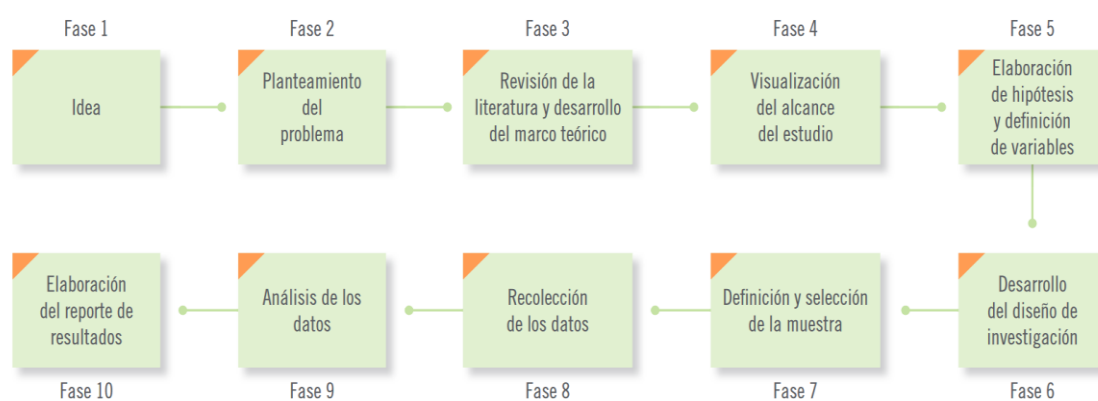 Fase 1
Idea
Fase 2
Planteamiento
del
problema
Fase 3
Revisión de la
literatura y desarrollo
del marco teórico
Fase 4
Visualización
del alcance
del estudio
Fase 5
Elaboración
de hipótesis
y definición
de variables
Desarrollo
del diseño de
investigación
Fase 6
Definición y selección
de la muestra
Fase 7
Recolección
de los datos
Fase 8
Análisis de los
datos
Fase 9
Elaboración
del reporte de
resultados
Fase 10